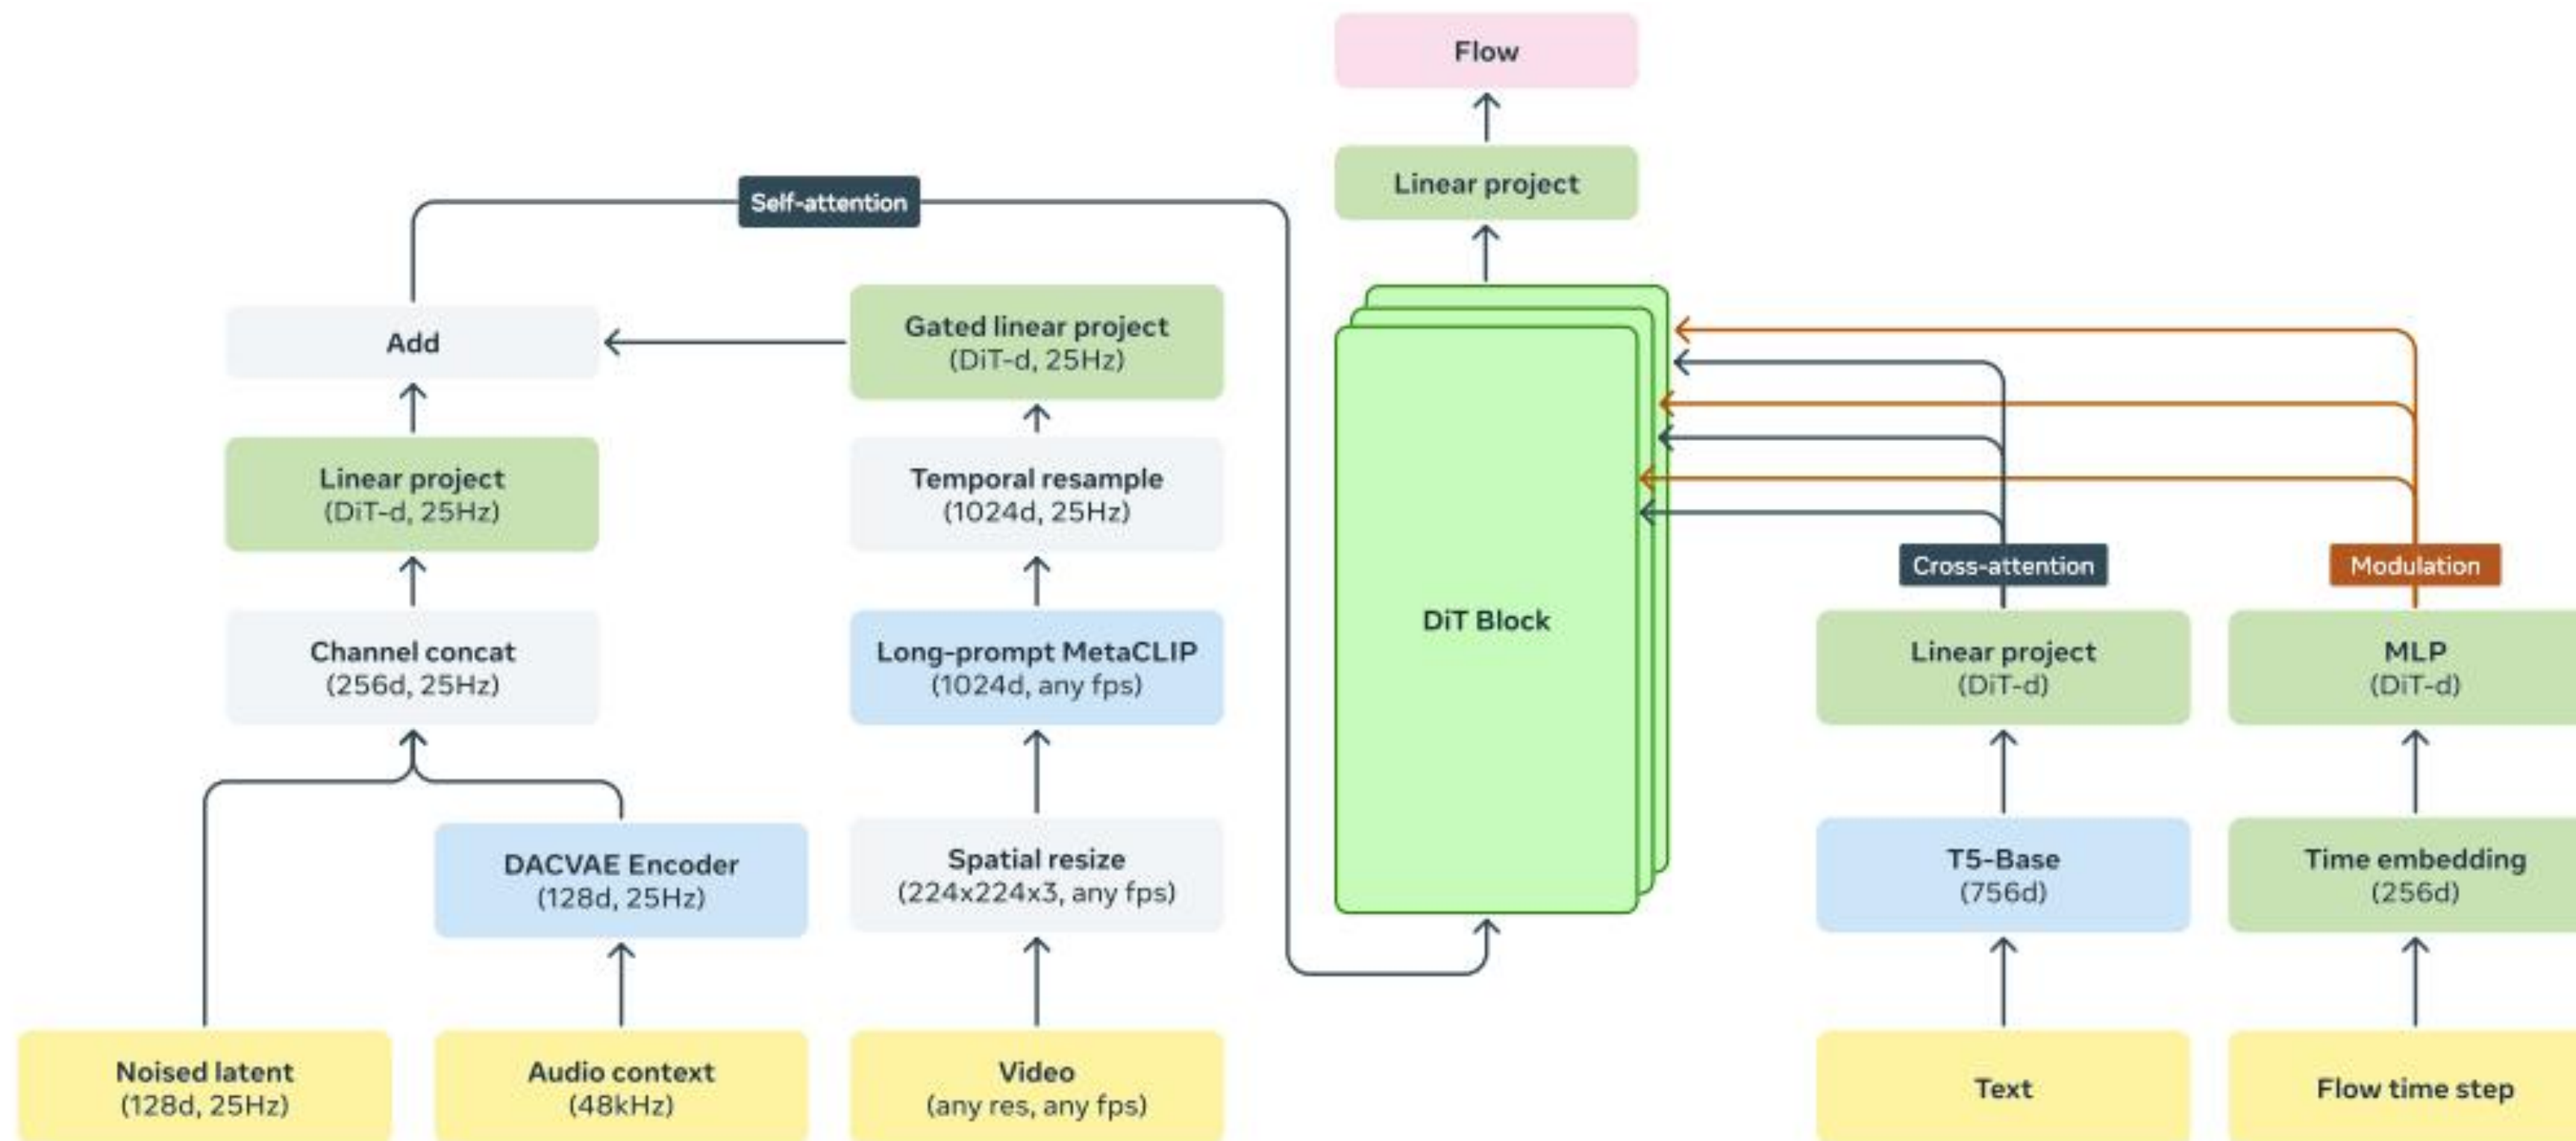 Flow
Linear project
Self-attention
Add
Gated linear project
(DiT-d, 25Hz)
Linear project
(DiT-d, 25Hz)
Temporal resample
(1024d, 25Hz)
Cross-attention
Modulation
Channel concat
(256d, 25Hz)
Long-prompt MetaCLIP
(1024d, any fps)
DiT Block
Linear project
(DiT-d)
MLP
(DiT-d)
DACVAE Encoder
(128d, 25Hz)
Spatial resize
(224x224x3, any fps)
T5-Base
(756d)
Time embedding
(256d)
Noised latent
(128d, 25Hz)
Audio context
(48kHz)
Video
(any res, any fps)
Text
Flow time step